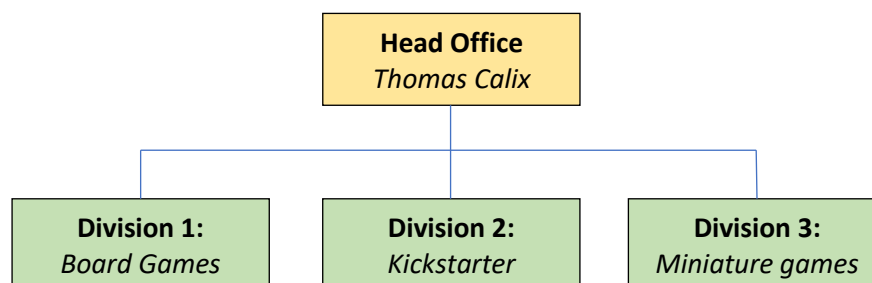 Head Office
Thomas Calix
Division 1:
Board Games
Division 2:
Kickstarter
Division 3:
Miniature games